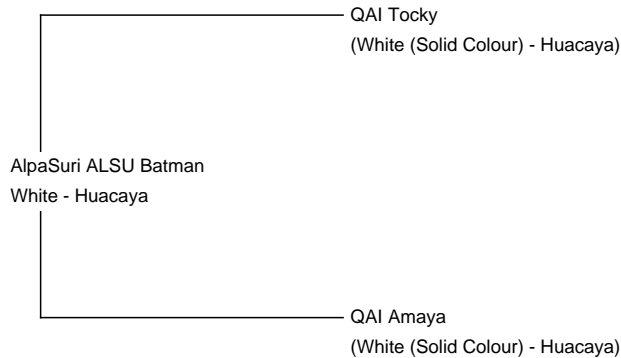 QAI Tocky
(White (Solid Colour) - Huacaya)
AlpaSuri ALSU Batman
White - Huacaya
QAI Amaya
(White (Solid Colour) - Huacaya)